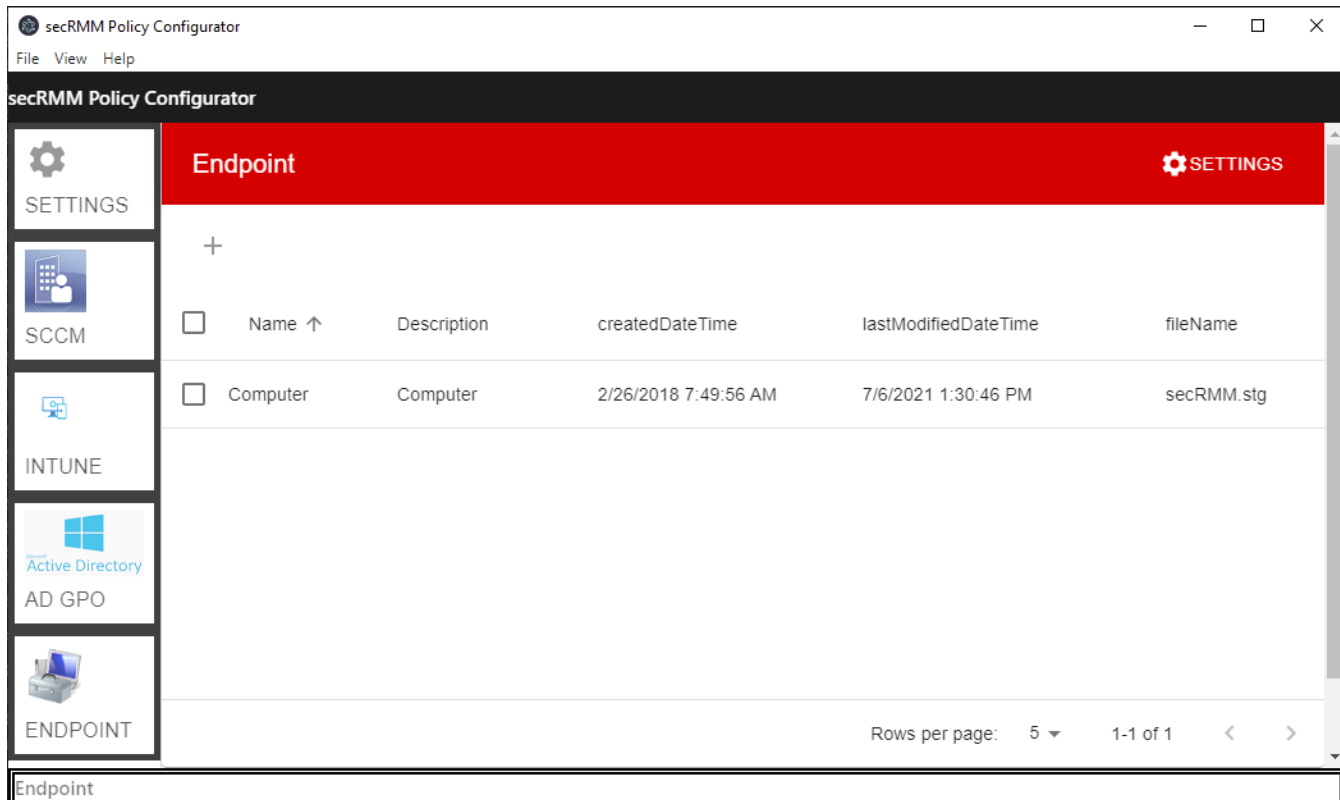 secRMM Policy Configurator
File View Help
secRMM Policy Configurator
SETTINGS
SCCM
INTUNE
Active Directory
AD GPO
ENDPOINT
Endpoint
SETTINGS
+
Name ↑ Description createdDateTime lastModifiedDateTime fileName
Computer Computer 2/26/2018 7:49:56 AM 7/6/2021 1:30:46 PM secRMM.stg
Rows per page: 5 1-1 of 1 < >
Endpoint